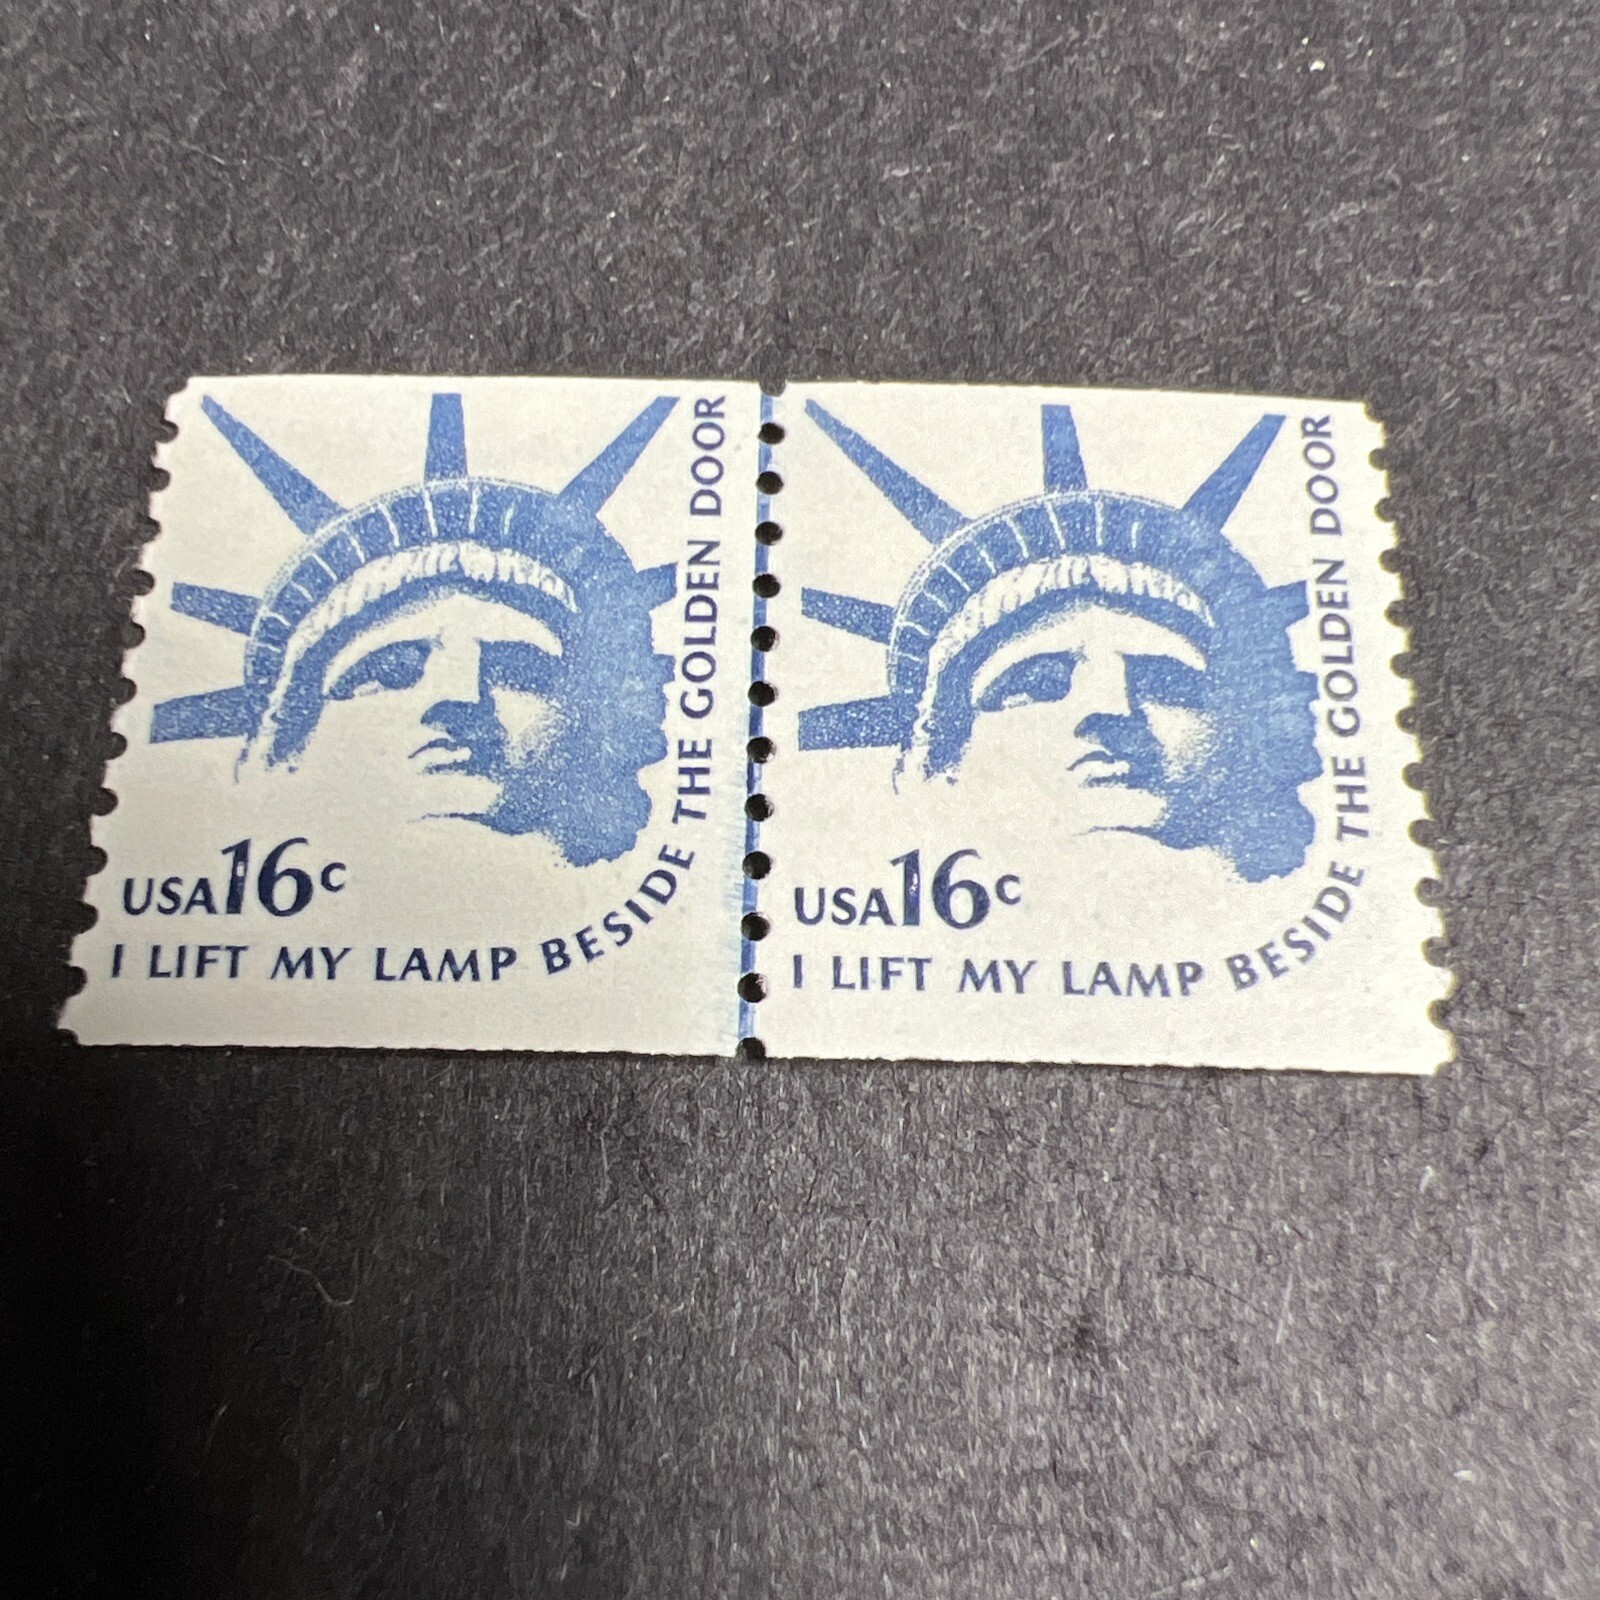 USA16c
I LIFT MY LAMP BESIDE THE GOLDEN DOOR
USA16c
I LIFT MY LAMP BESIDE THE GOLDEN DOOR